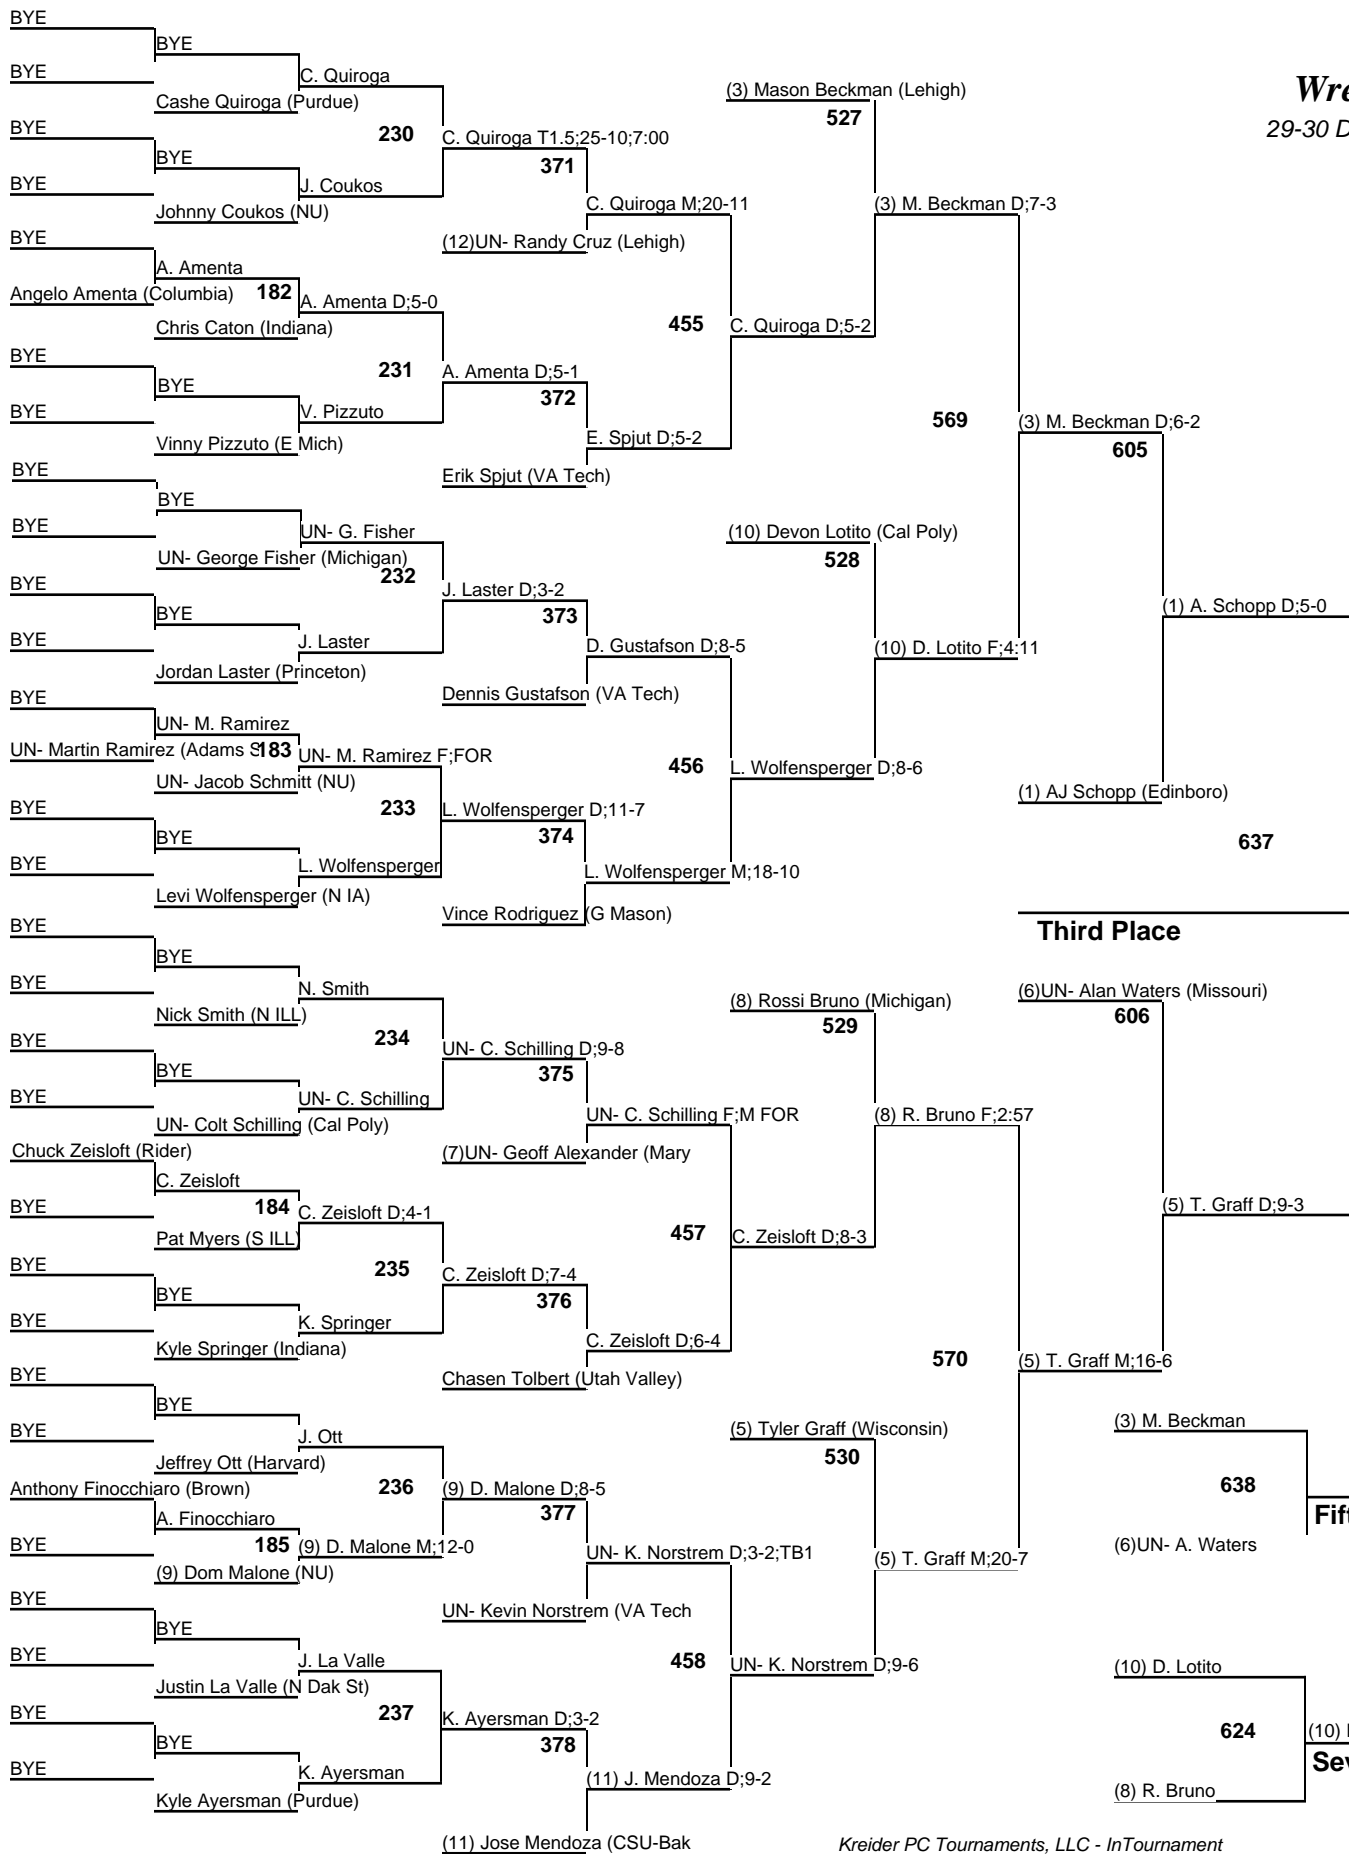 BYE
BYE
BYE
C. Quiroga
Cashe Quiroga (Purdue)
230
BYE
BYE
BYE
J. Coukos
Johnny Coukos (NU)
C. Quiroga T1.5;25-10;7:00
371
C. Quiroga M;20-11
(12)UN- Randy Cruz (Lehigh)
BYE
A. Amenta
Angelo Amenta (Columbia)
182
A. Amenta D;5-0
Chris Caton (Indiana)
231
BYE
BYE
BYE
V. Pizzuto
Vinny Pizzuto (E Mich)
A. Amenta D;5-1
372
E. Spjut D;5-2
Erik Spjut (VA Tech)
455
C. Quiroga D;5-2
(3) Mason Beckman (Lehigh)
527
(3) M. Beckman D;7-3
BYE
BYE
BYE
UN- G. Fisher
UN- George Fisher (Michigan)
232
BYE
BYE
BYE
J. Laster
Jordan Laster (Princeton)
J. Laster D;3-2
373
D. Gustafson D;8-5
Dennis Gustafson (VA Tech)
BYE
UN- M. Ramirez
UN- Martin Ramirez (Adams S
183
UN- M. Ramirez F;FOR
UN- Jacob Schmitt (NU)
233
BYE
BYE
BYE
L. Wolfensperger
Levi Wolfensperger (N IA)
L. Wolfensperger D;11-7
374
L. Wolfensperger M;18-10
Vince Rodriguez (G Mason)
456
L. Wolfensperger D;8-6
(10) Devon Lotito (Cal Poly)
528
(10) D. Lotito F;4:11
569
(3) M. Beckman D;6-2
605
(1) A. Schopp D;5-0
(1) AJ Schopp (Edinboro)
637
Third Place
Wre
29-30 D
BYE
BYE
BYE
N. Smith
Nick Smith (N ILL)
234
BYE
BYE
BYE
UN- C. Schilling
UN- Colt Schilling (Cal Poly)
UN- C. Schilling D;9-8
375
UN- C. Schilling F;M FOR
(7)UN- Geoff Alexander (Mary
Chuck Zeisloft (Rider)
C. Zeisloft
BYE
184
C. Zeisloft D;4-1
Pat Myers (S ILL)
235
BYE
BYE
BYE
K. Springer
Kyle Springer (Indiana)
C. Zeisloft D;7-4
376
C. Zeisloft D;6-4
Chasen Tolbert (Utah Valley)
457
C. Zeisloft D;8-3
(8) Rossi Bruno (Michigan)
529
(8) R. Bruno F;2:57
BYE
BYE
BYE
J. Ott
Jeffrey Ott (Harvard)
236
Anthony Finocchiaro (Brown)
A. Finocchiaro
BYE
185
(9) D. Malone M;12-0
(9) Dom Malone (NU)
(9) D. Malone D;8-5
377
UN- K. Norstrem D;3-2;TB1
UN- Kevin Norstrem (VA Tech
BYE
BYE
BYE
J. La Valle
Justin La Valle (N Dak St)
237
BYE
BYE
BYE
K. Ayersman
Kyle Ayersman (Purdue)
K. Ayersman D;3-2
378
(11) J. Mendoza D;9-2
(11) Jose Mendoza (CSU-Bak
458
UN- K. Norstrem D;9-6
(5) Tyler Graff (Wisconsin)
530
(5) T. Graff M;20-7
570
(5) T. Graff M;16-6
(6)UN- Alan Waters (Missouri)
606
(5) T. Graff D;9-3
(3) M. Beckman
638
Fift
(6)UN- A. Waters
(10) D. Lotito
624
(10)
Sev
(8) R. Bruno
Kreider PC Tournaments, LLC - InTournament